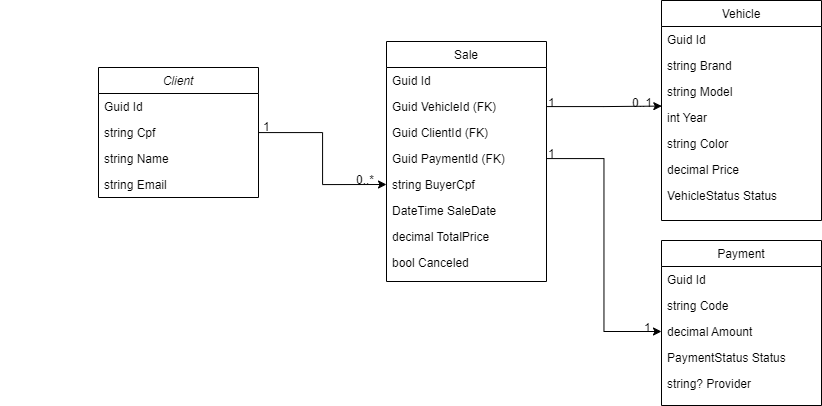 Client
Guid Id
string Cpf
string Name
string Email
1
0..*
Sale
Guid Id
Guid VehicleId (FK)
Guid ClientId (FK)
Guid PaymentId (FK)
string BuyerCpf
DateTime SaleDate
decimal TotalPrice
bool Canceled
1
0..1
1
1
Vehicle
Guid Id
string Brand
string Model
int Year
string Color
decimal Price
VehicleStatus Status
Payment
Guid Id
string Code
decimal Amount
PaymentStatus Status
string? Provider